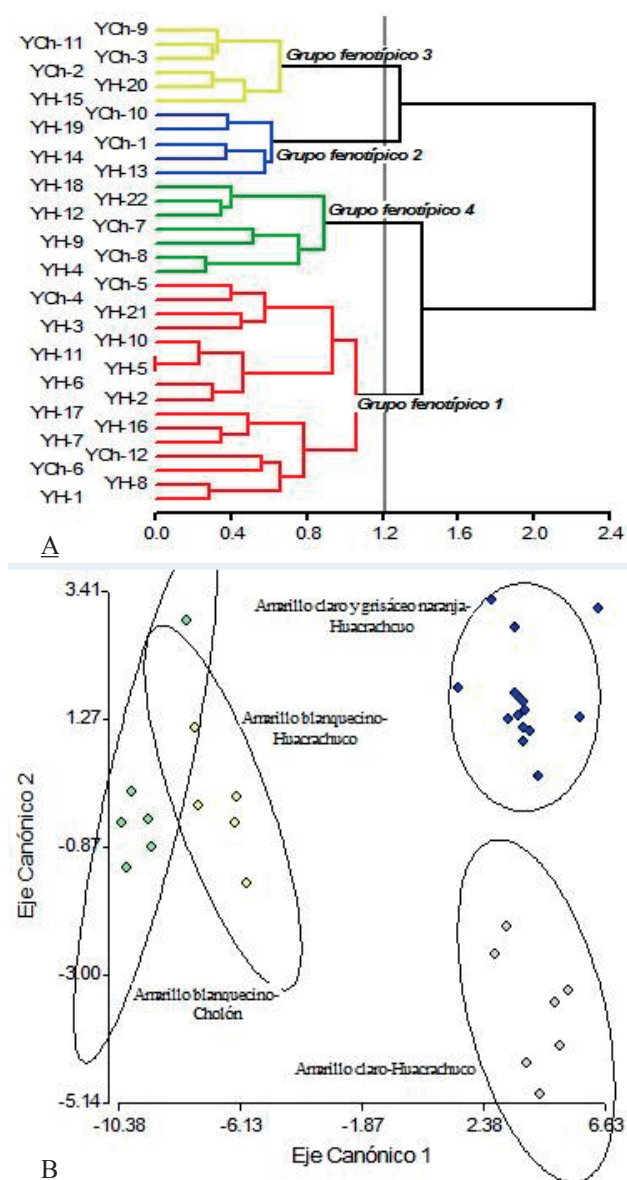 YCh-9
YCh-11
YCh-3
YCh-2
YH-20
YH-15
YCh-10
YH-19
YCh-1
YH-14
YH-13
YH-18
YH-22
YH-12
YCh-7
YH-9
YCh-8
YH-4
YCh-5
YCh-4
YH-21
YH-3
YH-10
YH-11
YH-5
YH-6
YH-2
YH-17
YH-16
YH-7
YCh-12
YCh-6
YH-8
YH-1
Grupo fenotípico 3
Grupo fenotípico 2
Grupo fenotípico 4
Grupo fenotípico 1
0.0 0.4 0.8 1.2 1.6 2.0 2.4
A
3.41
1.27
-0.87
-3.00
-5.14
Eje Canónico 2
Amarillo claro y grisáceo naranja-
Huacrachcuo
Amarillo blanquecino-
Huacrachuco
Amarillo blanquecino-
Cholón
Amarillo claro-Huacrachuco
-10.38 -6.13 -1.87 2.38 6.63
Eje Canónico 1
B